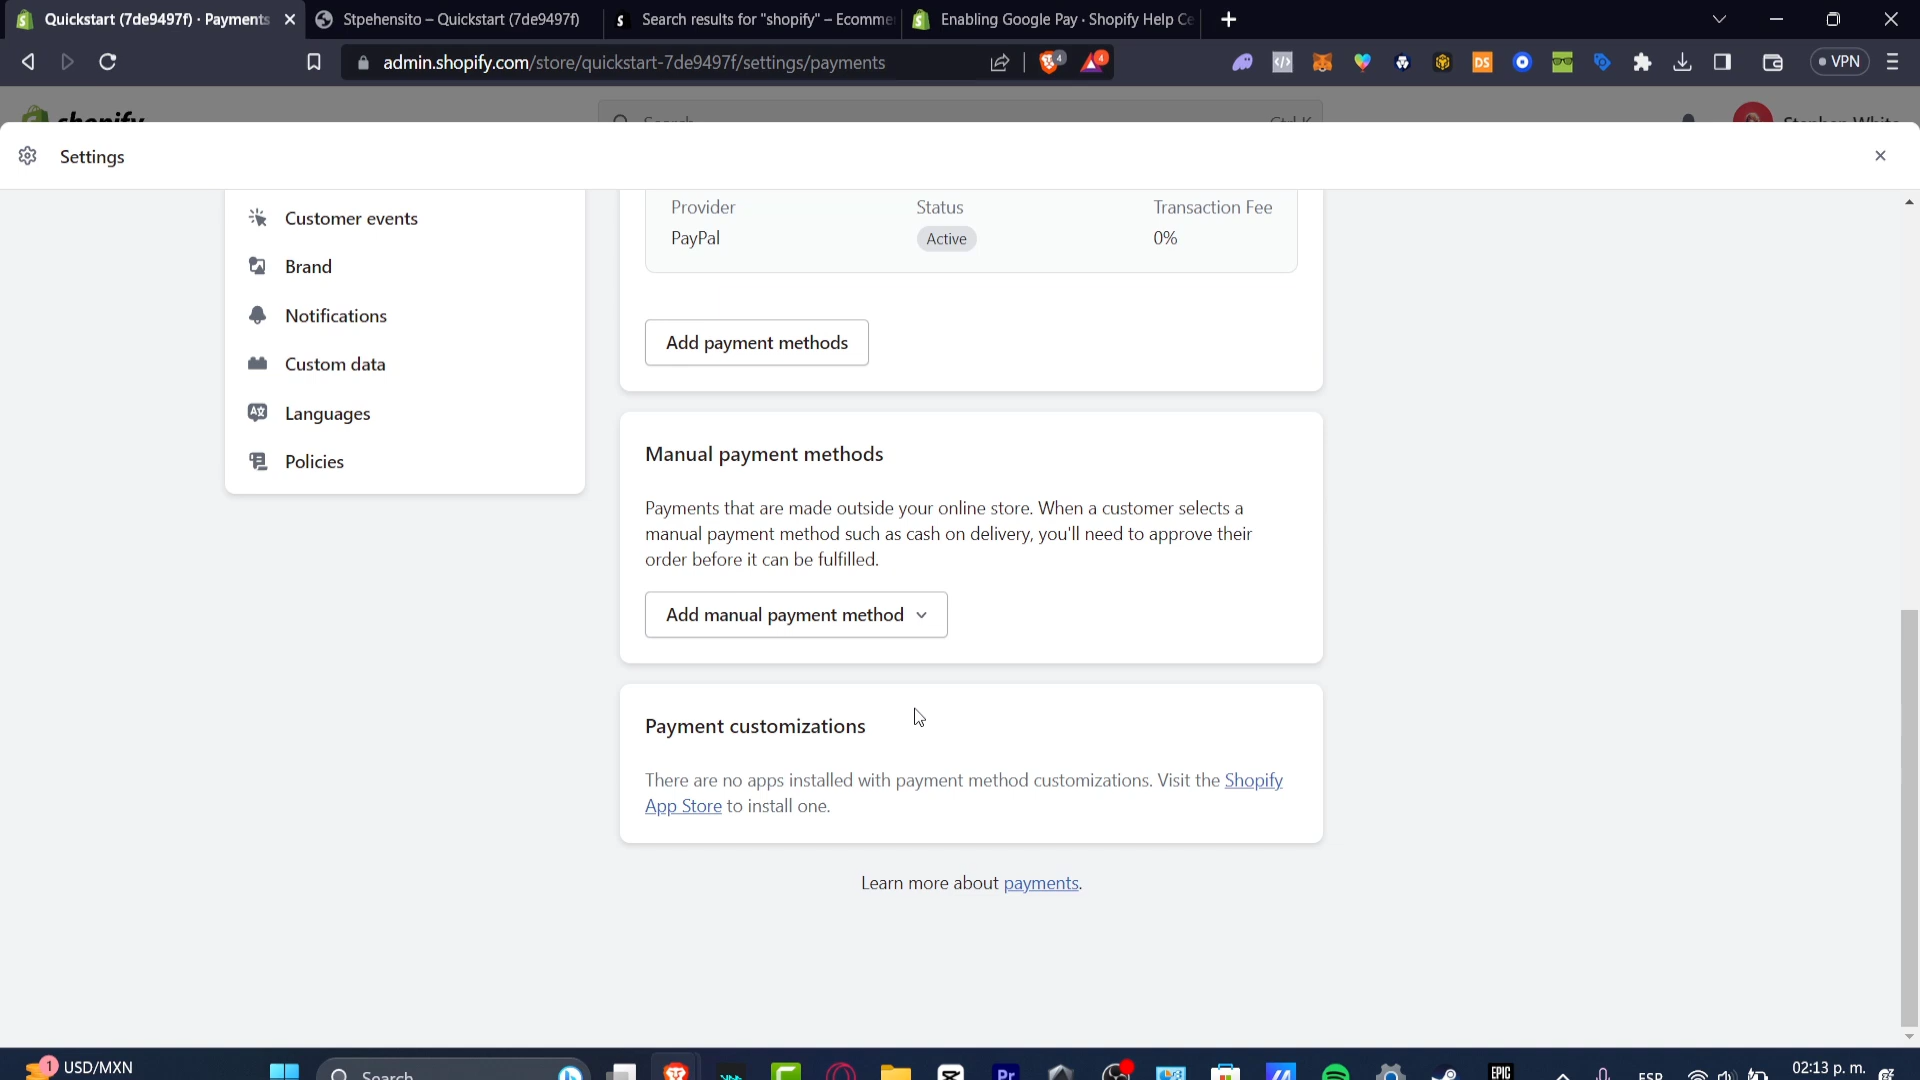 Quickstart (7de9497f) · Payments
Stpehensito – Quickstart (7de9497f)
Search results for "shopify" – Ecomme
Enabling Google Pay · Shopify Help Ce
admin.shopify.com/store/quickstart-7de9497f/settings/payments
4
4
DS
VPN
shopify
Search
Ctrl K
Stephen White
Settings
Customer events
Brand
Notifications
Custom data
Languages
Policies
Provider Status Transaction Fee
PayPal Active 0%
Add payment methods
Manual payment methods
Payments that are made outside your online store. When a customer selects a
manual payment method such as cash on delivery, you'll need to approve their
order before it can be fulfilled.
Add manual payment method
Payment customizations
There are no apps installed with payment method customizations. Visit the Shopify
App Store to install one.
Learn more about payments.
1
USD/MXN
Search
Pr
EPIC
ESP
02:13 p. m.